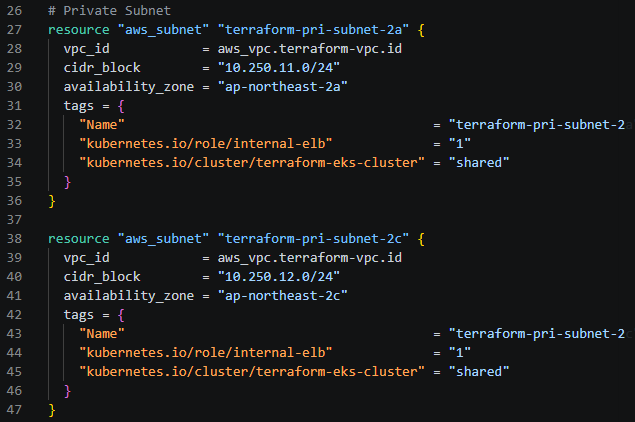 26 # Private Subnet
27 resource "aws_subnet" "terraform-pri-subnet-2a" {
28   vpc_id            = aws_vpc.terraform-vpc.id
29   cidr_block        = "10.250.11.0/24"
30   availability_zone = "ap-northeast-2a"
31   tags = {
32     "Name"                                        = "terraform-pri-subnet-2a
33     "kubernetes.io/role/internal-elb"             = "1"
34     "kubernetes.io/cluster/terraform-eks-cluster" = "shared"
35   }
36 }
37
38 resource "aws_subnet" "terraform-pri-subnet-2c" {
39   vpc_id            = aws_vpc.terraform-vpc.id
40   cidr_block        = "10.250.12.0/24"
41   availability_zone = "ap-northeast-2c"
42   tags = {
43     "Name"                                        = "terraform-pri-subnet-2c
44     "kubernetes.io/role/internal-elb"             = "1"
45     "kubernetes.io/cluster/terraform-eks-cluster" = "shared"
46   }
47 }